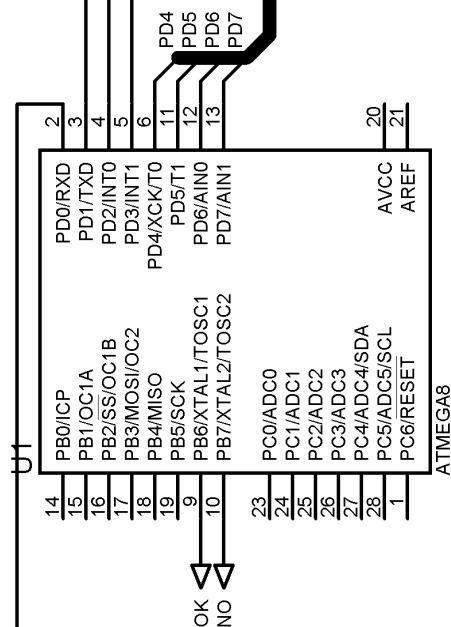 PD4
PD5
PD6
PD7
2
3
4
5
6
11
12
13
20
21
PD0/RXD
PD1/TXD
PD2/INT0
PD3/INT1
PD4/XCK/T0
PD5/T1
PD6/AIN0
PD7/AIN1
AVCC
AREF
PB0/ICP
PB1/OC1A
PB2/SS/OC1B
PB3/MOSI/OC2
PB4/MISO
PB5/SCK
PB6/XTAL1/TOSC1
PB7/XTAL2/TOSC2
PC0/ADC0
PC1/ADC1
PC2/ADC2
PC3/ADC3
PC4/ADC4/SDA
PC5/ADC5/SCL
PC6/RESET
U1
ATMEGA8
14
15
16
17
18
19
9
10
23
24
25
26
27
28
1
OK
NO